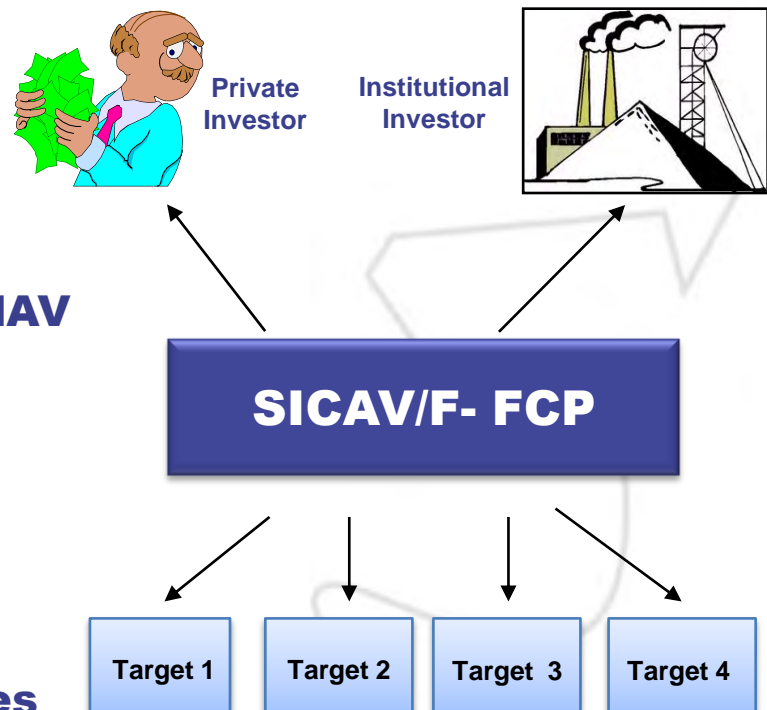 Private
Investor
Institutional
Investor
SICAV/F- FCP
Target 1
Target 2
Target 3
Target 4